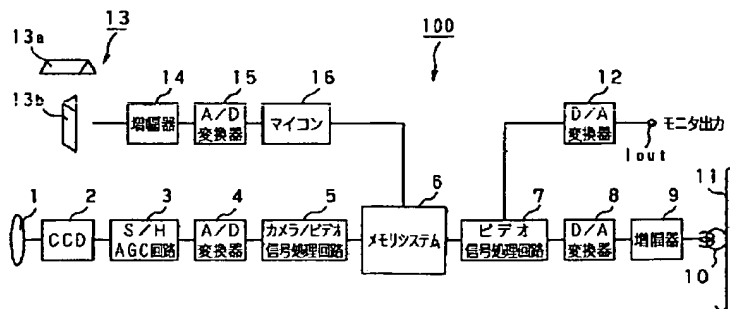 13a
13
100
13b
14
15
16
12
増幅器
A/D
変換器
マイコン
D/A
変換器
モニタ出力
Iout
11
1
2
3
4
5
6
7
8
9
CCD
S/H
AGC回路
A/D
変換器
カメラ/ビデオ
信号処理回路
メモリシステム
ビデオ
信号処理回路
D/A
変換器
増幅器
10